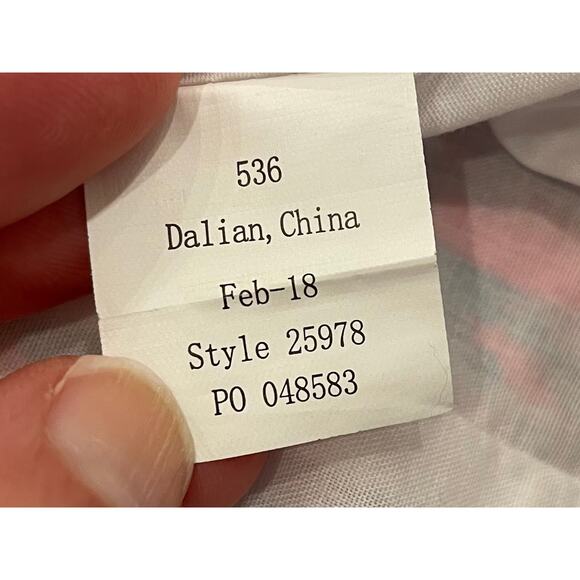 536
Dalian, China
Feb-18
Style 25978
PO 048583